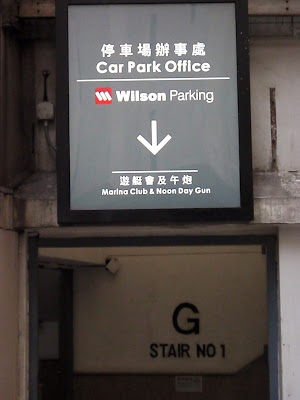 停車場辦事處
Car Park Office
Wilson Parking
遊艇會及午炮
Marina Club & Noon Day Gun
G
STAIR NO 1